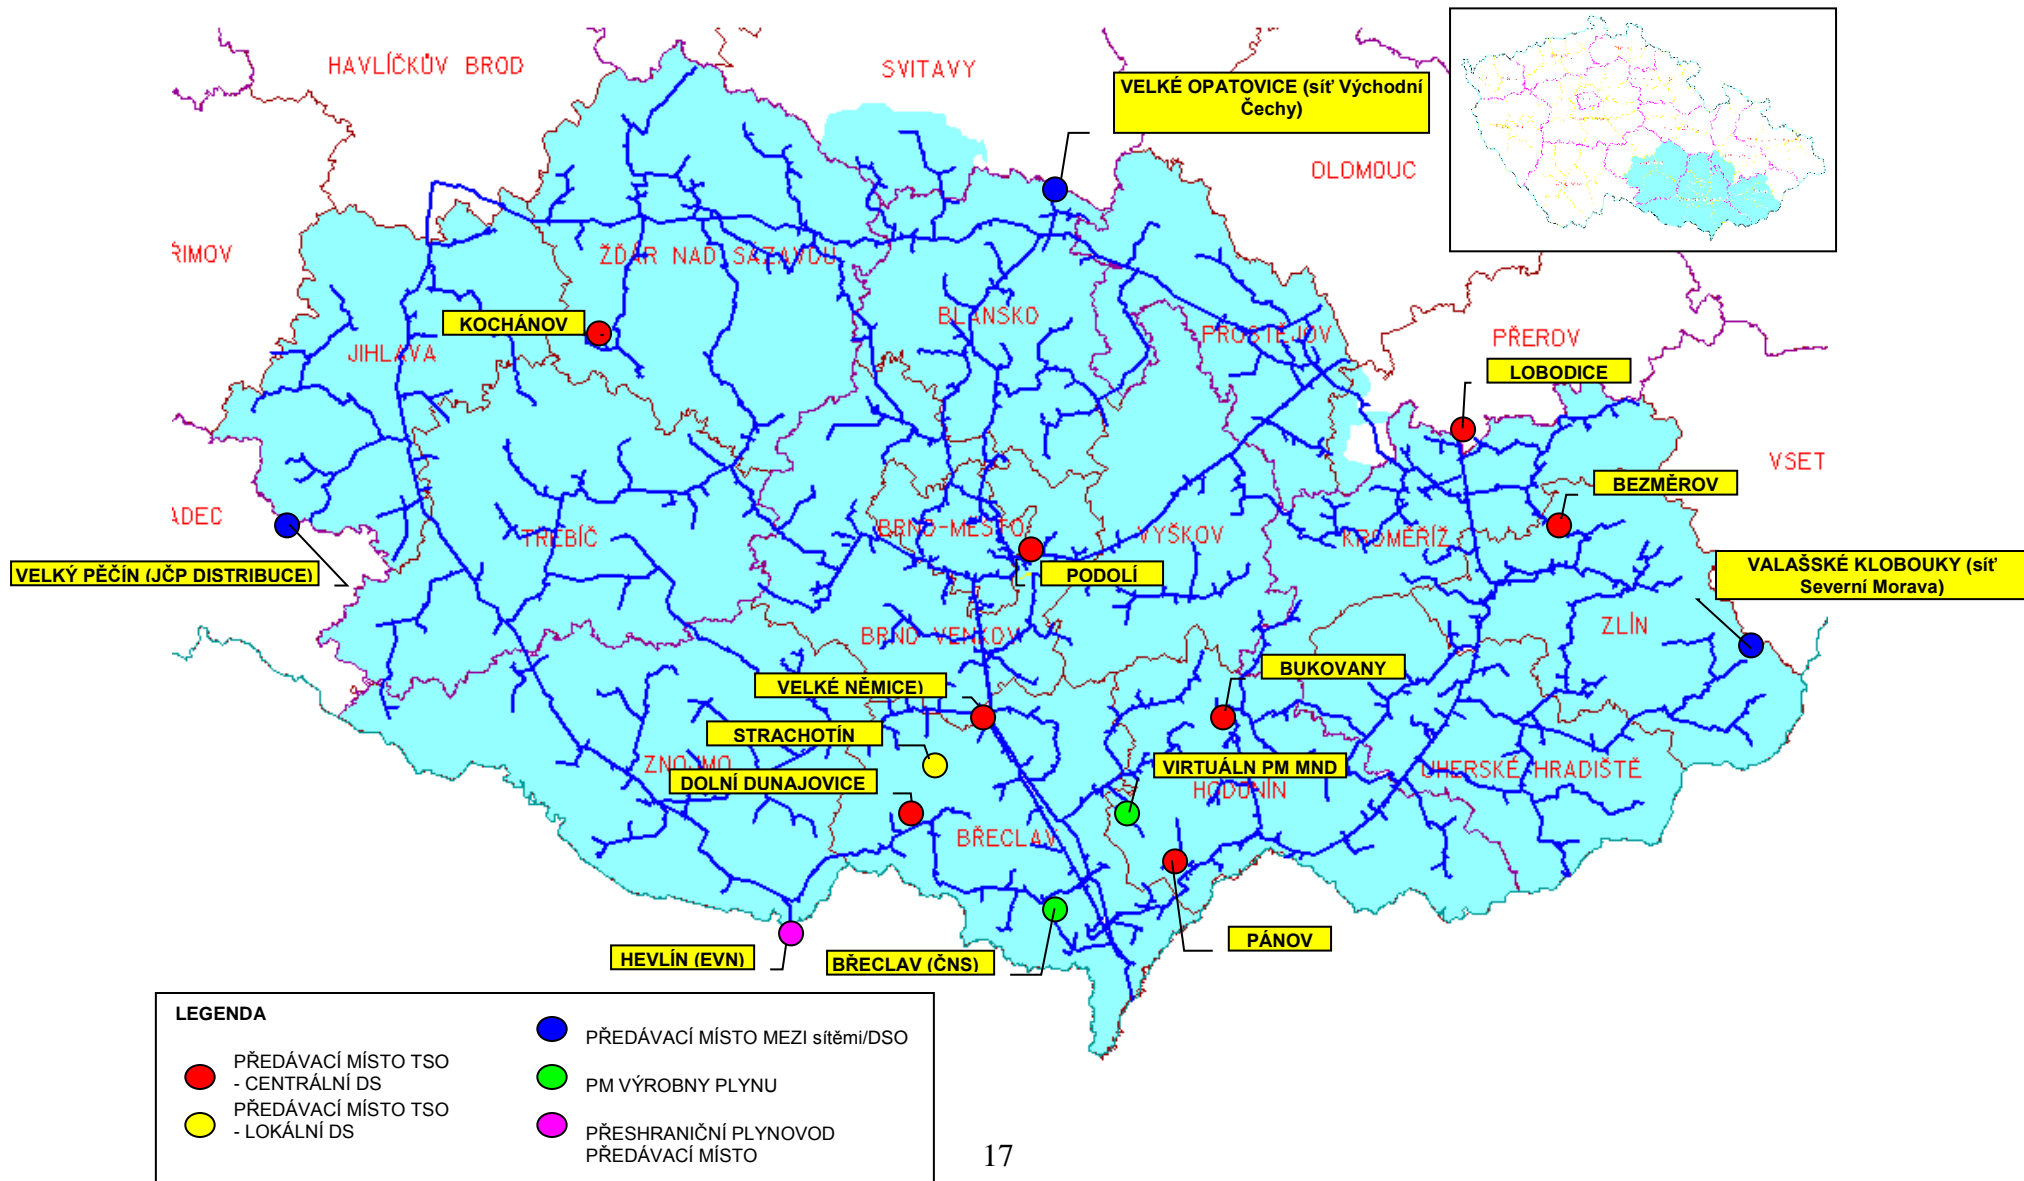 HAVLÍČKŮV BROD
SVITAVY
VELKÉ OPATOVICE (síť Východní
Čechy)
OLOMOUC
ŘIMOV
ŽĎÁR NAD SÁZAVOU
KOCHÁNOV
BLANSKO
PROSTĚJOV
PŘEROV
JIHLAVA
LOBODICE
VSET
BEZMĚROV
ADEC
TŘEBÍČ
BRNO-MĚSTO
VYŠKOV
KROMĚŘÍŽ
VELKÝ PĚČÍN (JČP DISTRIBUCE)
PODOLÍ
VALAŠSKÉ KLOBOUKY (síť
Severní Morava)
BRNO-VENKOV
ZLÍN
BUKOVANY
VELKÉ NĚMICE)
STRACHOTÍN
ZNOJMO
VIRTUÁLN PM MND
UHERSKÉ HRADIŠTĚ
DOLNÍ DUNAJOVICE
HODONÍN
BŘECLAV
PÁNOV
HEVLÍN (EVN)
BŘECLAV (ČNS)
LEGENDA
PŘEDÁVACÍ MÍSTO TSO
- CENTRÁLNÍ DS
PŘEDÁVACÍ MÍSTO TSO
- LOKÁLNÍ DS
PŘEDÁVACÍ MÍSTO MEZI sítěmi/DSO
PM VÝROBNY PLYNU
PŘESHRANIČNÍ PLYNOVOD
PŘEDÁVACÍ MÍSTO
17